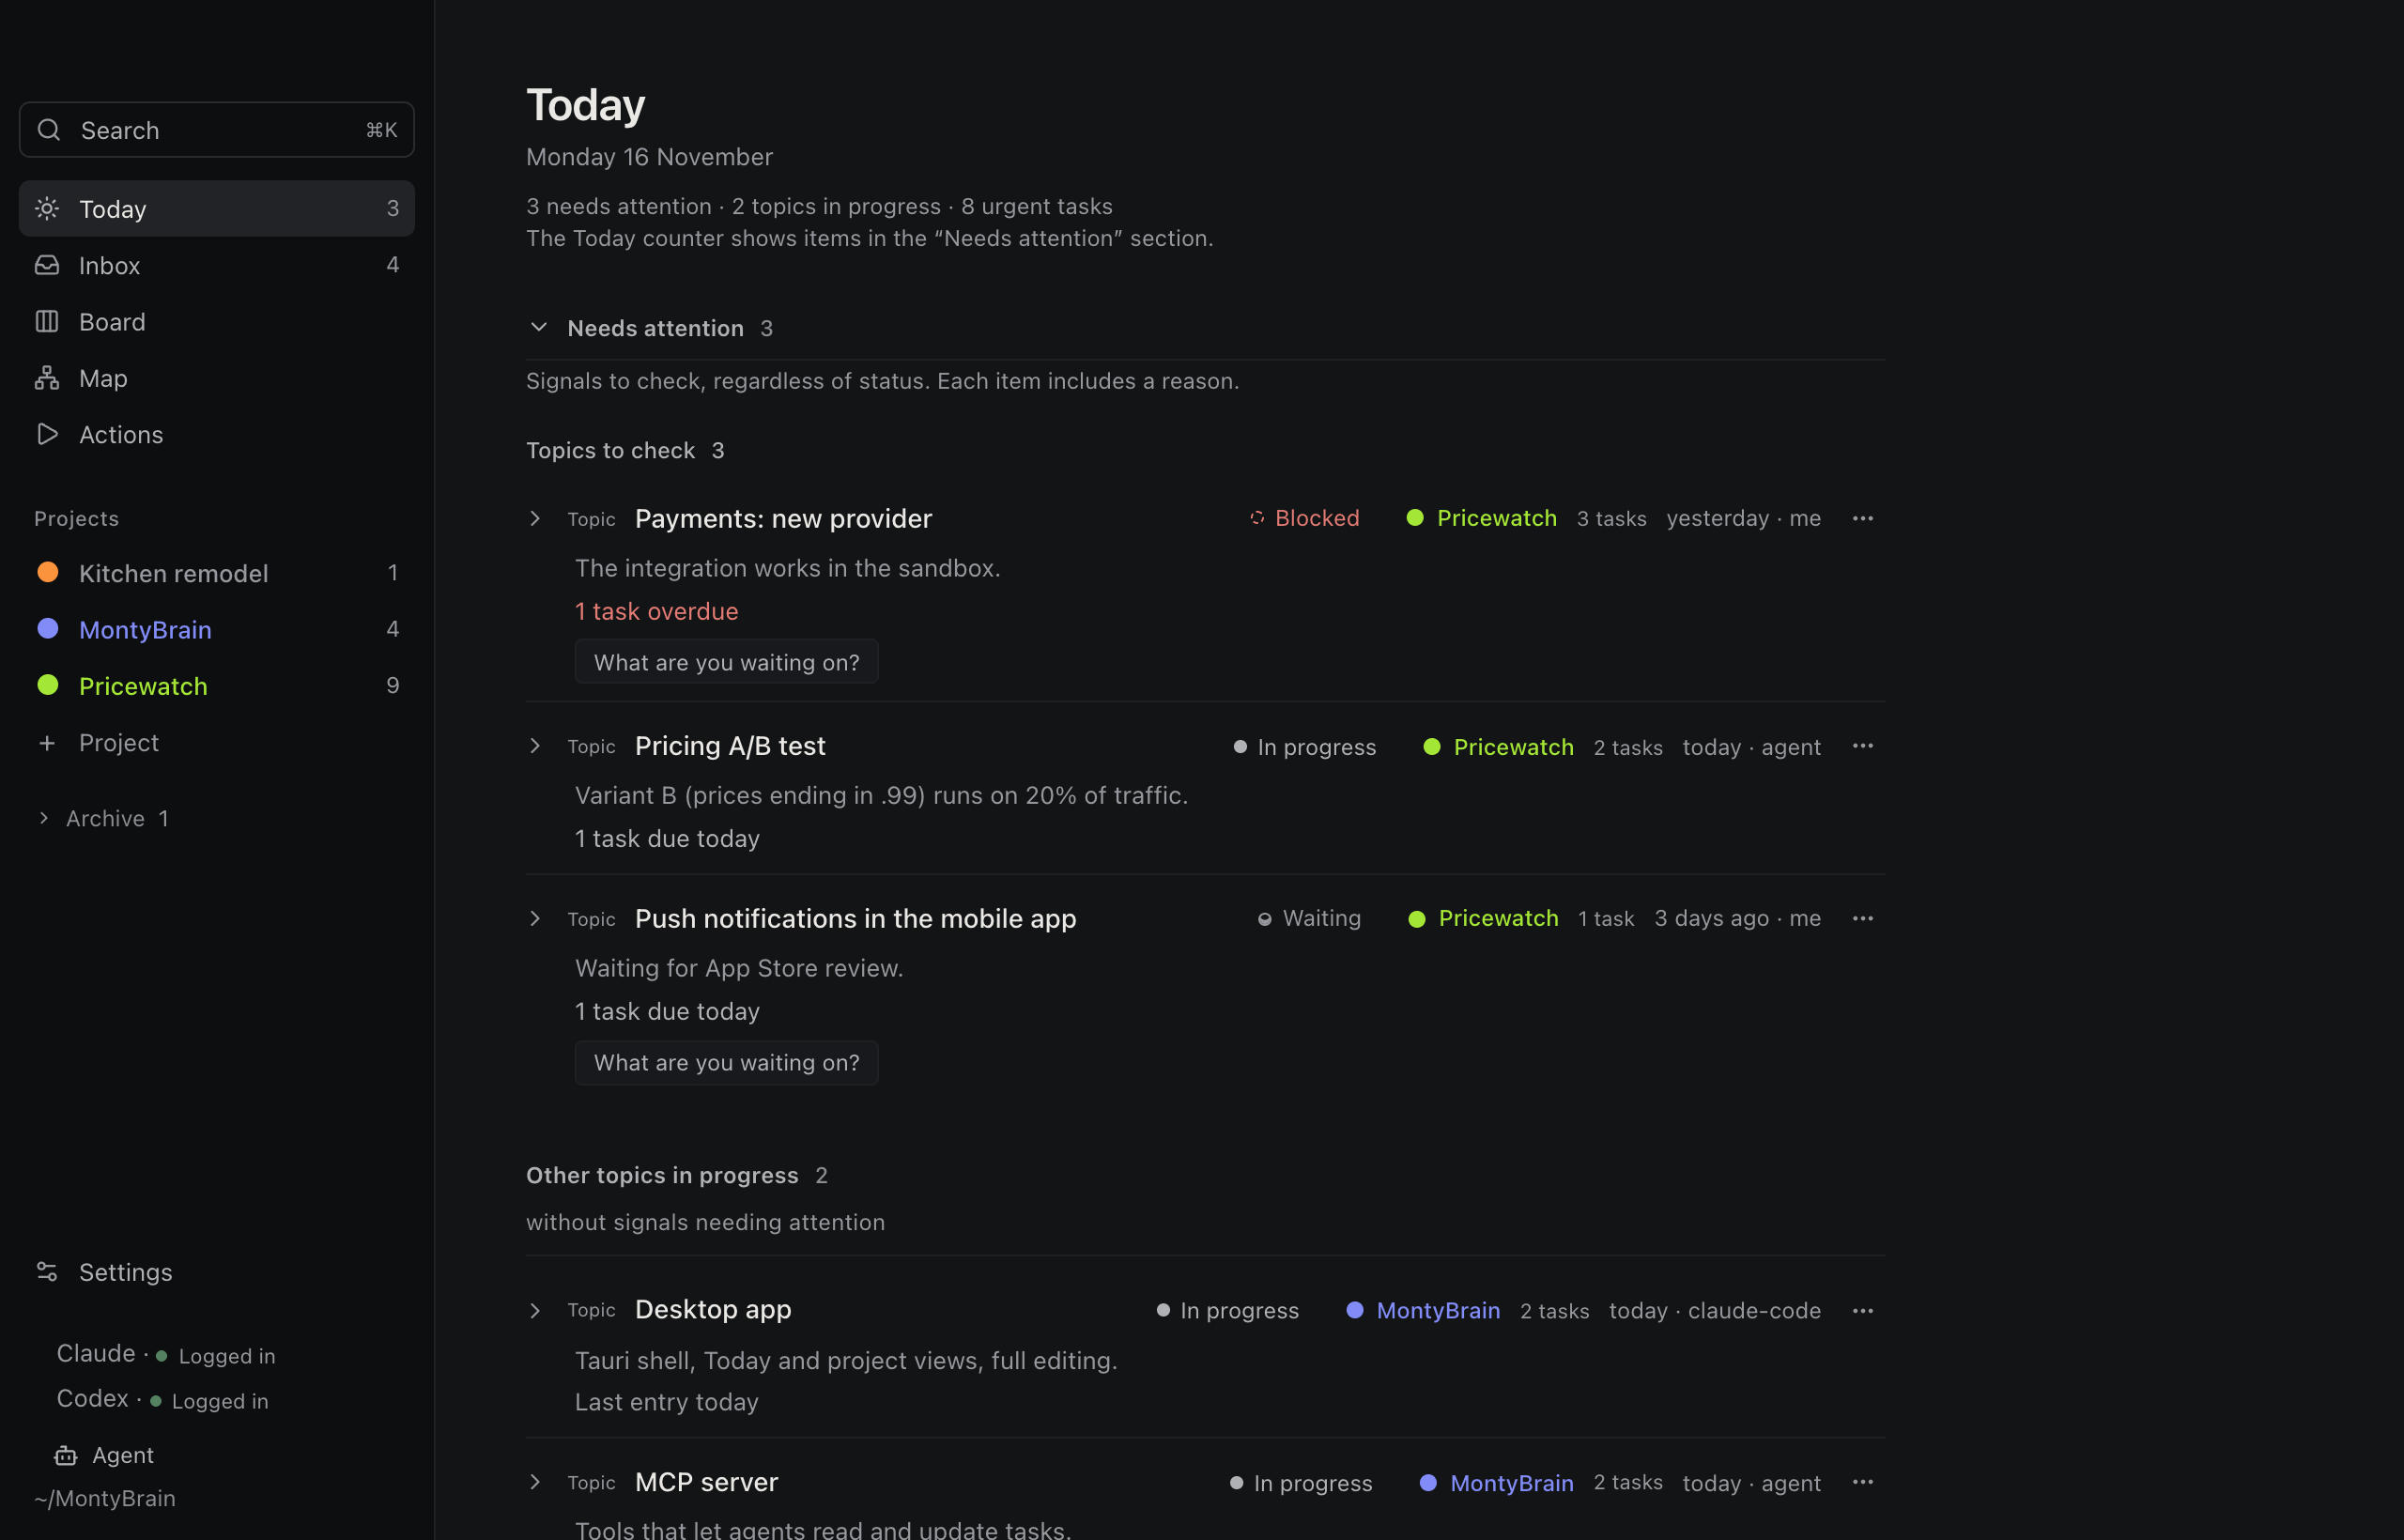 Search ⌘K
Today 3
Inbox 4
Board
Map
Actions
Projects
Kitchen remodel 1
MontyBrain 4
Pricewatch 9
+ Project
Archive 1
Settings
Claude · Logged in
Codex · Logged in
Agent
~/MontyBrain
Today
Monday 16 November
3 needs attention · 2 topics in progress · 8 urgent tasks
The Today counter shows items in the “Needs attention” section.
Needs attention 3
Signals to check, regardless of status. Each item includes a reason.
Topics to check 3
Topic Payments: new provider Blocked Pricewatch 3 tasks yesterday · me
The integration works in the sandbox.
1 task overdue
What are you waiting on?
Topic Pricing A/B test In progress Pricewatch 2 tasks today · agent
Variant B (prices ending in .99) runs on 20% of traffic.
1 task due today
Topic Push notifications in the mobile app Waiting Pricewatch 1 task 3 days ago · me
Waiting for App Store review.
1 task due today
What are you waiting on?
Other topics in progress 2
without signals needing attention
Topic Desktop app In progress MontyBrain 2 tasks today · claude-code
Tauri shell, Today and project views, full editing.
Last entry today
Topic MCP server In progress MontyBrain 2 tasks today · agent
Tools that let agents read and update tasks.